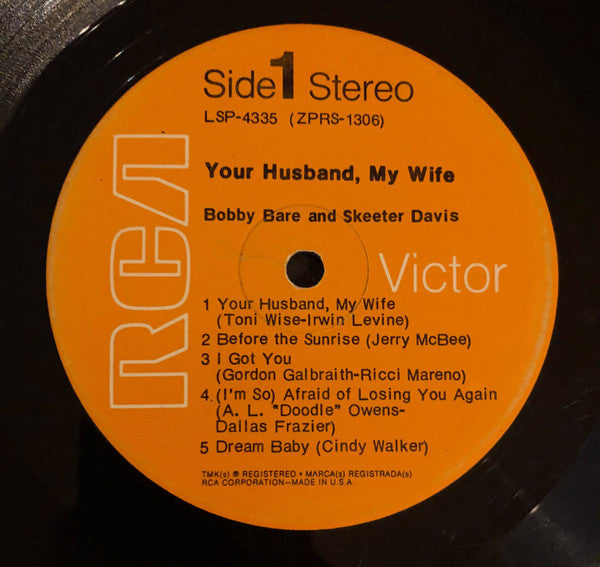 Side 1 Stereo
LSP-4335 (ZPRS-1306)
Your Husband, My Wife
Bobby Bare and Skeeter Davis
RCA
Victor
1 Your Husband, My Wife
(Toni Wise-Irwin Levine)
2 Before the Sunrise (Jerry McBee)
3 I Got You
(Gordon Galbraith-Ricci Mareno)
4 (I'm So) Afraid of Losing You Again
(A. L. "Doodle" Owens-
Dallas Frazier)
5 Dream Baby (Cindy Walker)
TMK(s) ® REGISTERED • MARCA(s) REGISTRADA(s)
RCA CORPORATION—MADE IN U.S.A.